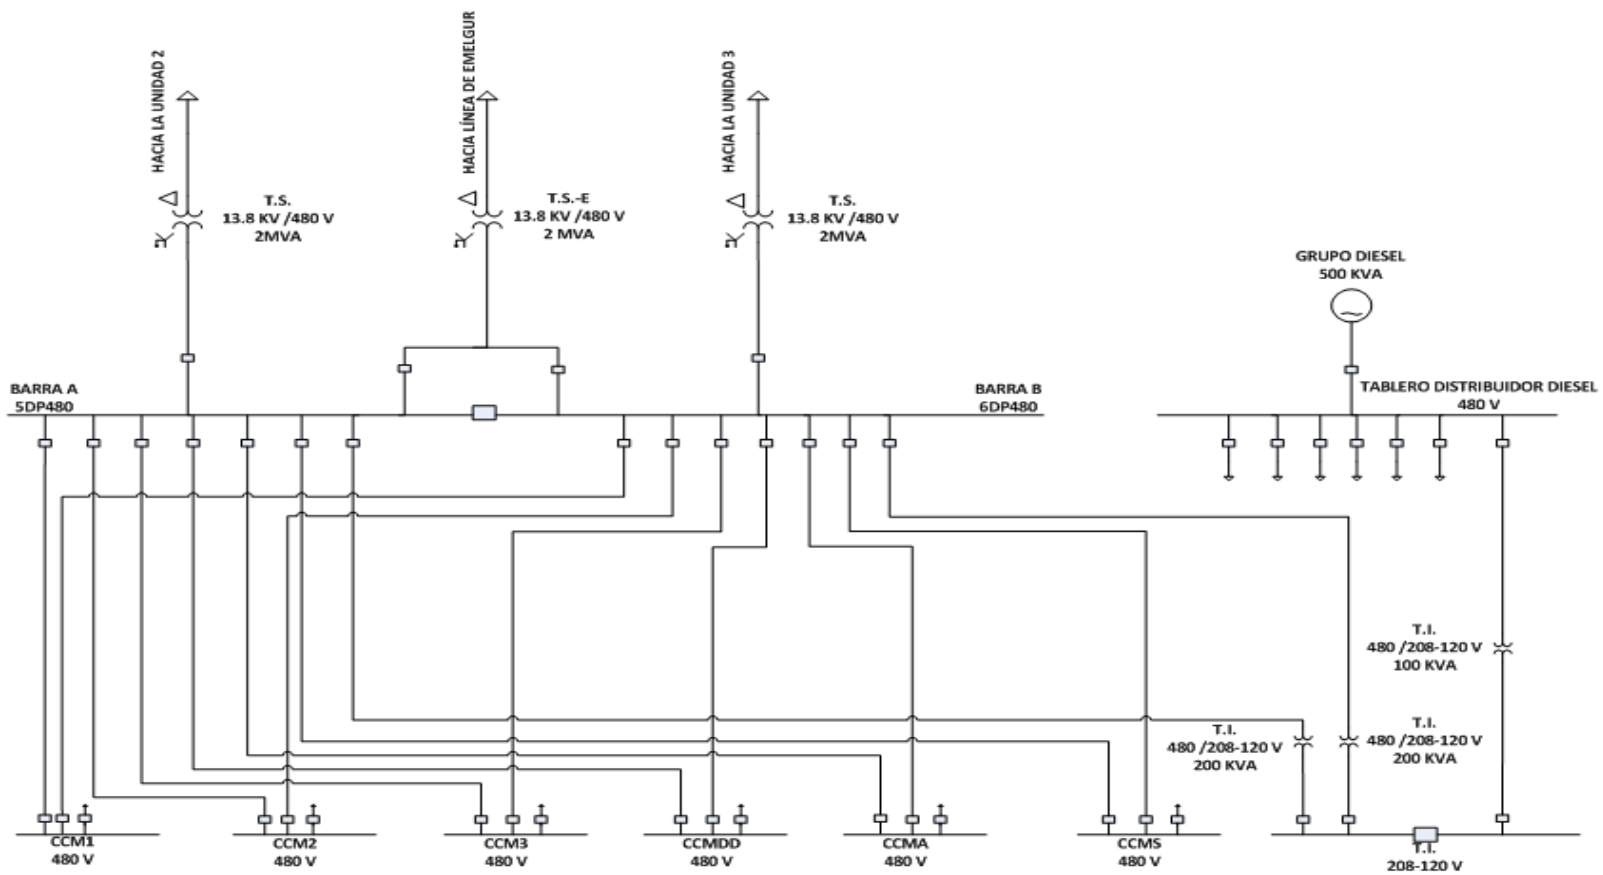 HACIA LA UNIDAD 2
HACIA LÍNEA DE EMELGUR
HACIA LA UNIDAD 3
T.S.
13.8 KV /480 V
2MVA
T.S.-E
13.8 KV /480 V
2 MVA
T.S.
13.8 KV /480 V
2MVA
GRUPO DIESEL
500 KVA
BARRA A
5DP480
BARRA B
6DP480
TABLERO DISTRIBUIDOR DIESEL
480 V
T.I.
480 /208-120 V
100 KVA
T.I.
480 /208-120 V
200 KVA
T.I.
480 /208-120 V
200 KVA
CCM1
480 V
CCM2
480 V
CCM3
480 V
CCMDD
480 V
CCMA
480 V
CCMS
480 V
T.I.
208-120 V